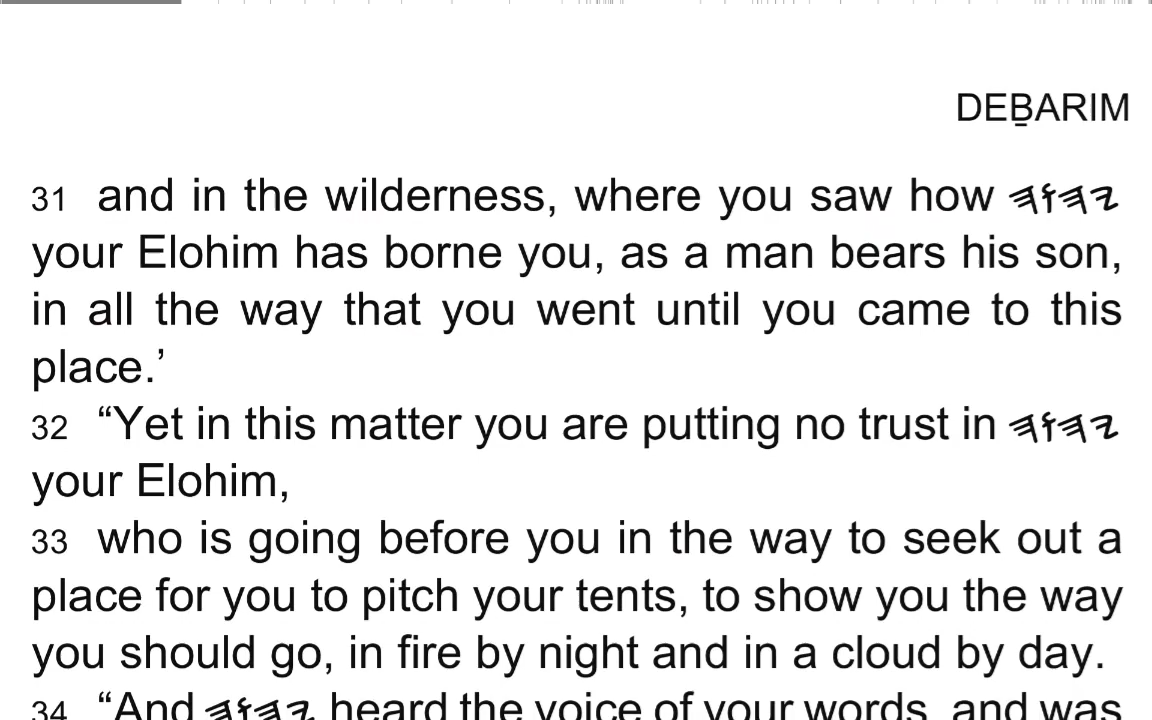 DEḆARIM
31 and in the wilderness, where you saw how 𐤉𐤄𐤅𐤄
your Elohim has borne you, as a man bears his son,
in all the way that you went until you came to this
place.’
32 “Yet in this matter you are putting no trust in 𐤉𐤄𐤅𐤄
your Elohim,
33 who is going before you in the way to seek out a
place for you to pitch your tents, to show you the way
you should go, in fire by night and in a cloud by day.
34 “And 𐤉𐤄𐤅𐤄 heard the voice of your words, and was